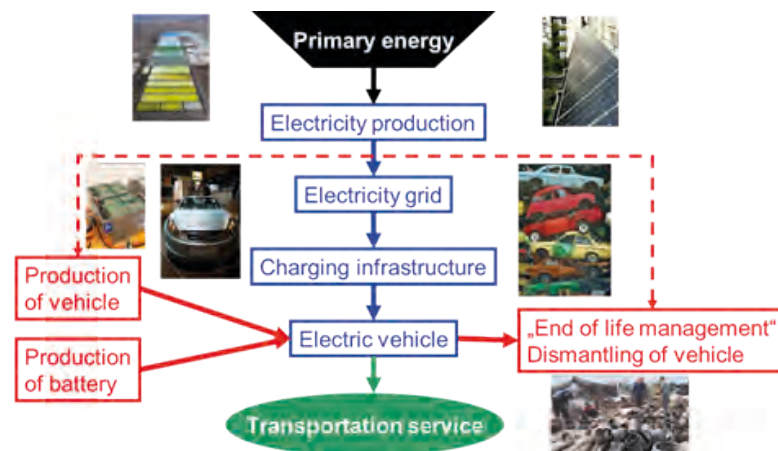 Primary energy
Electricity production
Electricity grid
Charging infrastructure
Production
of vehicle
Production
of battery
Electric vehicle
„End of life management“
Dismantling of vehicle
Transportation service